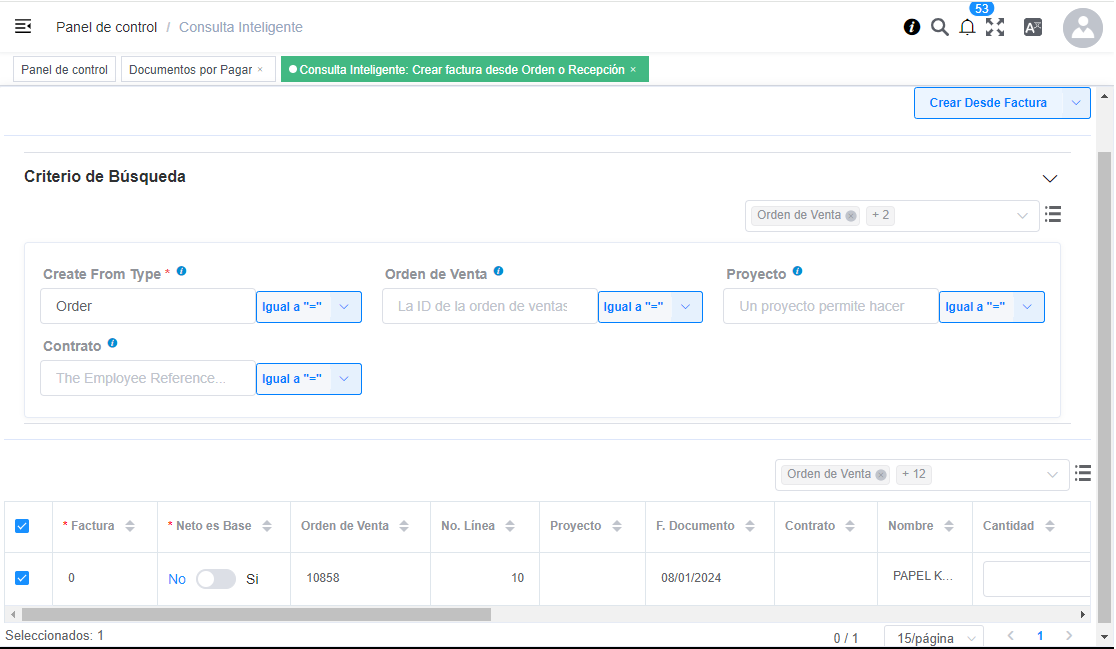 Panel de control / Consulta Inteligente
53
Panel de control
Documentos por Pagar ×
Consulta Inteligente: Crear factura desde Orden o Recepción ×
Crear Desde Factura
Criterio de Búsqueda
Orden de Venta
+ 2
Create From Type *
Orden de Venta
Proyecto
Order
Igual a "="
La ID de la orden de ventas
Igual a "="
Un proyecto permite hacer
Igual a "="
Contrato
The Employee Reference...
Igual a "="
Orden de Venta
+ 12
* Factura
* Neto es Base
Orden de Venta
No. Línea
Proyecto
F. Documento
Contrato
Nombre
Cantidad
0
No
Si
10858
10
08/01/2024
PAPEL K...
Seleccionados: 1
0 / 1
15/página
1